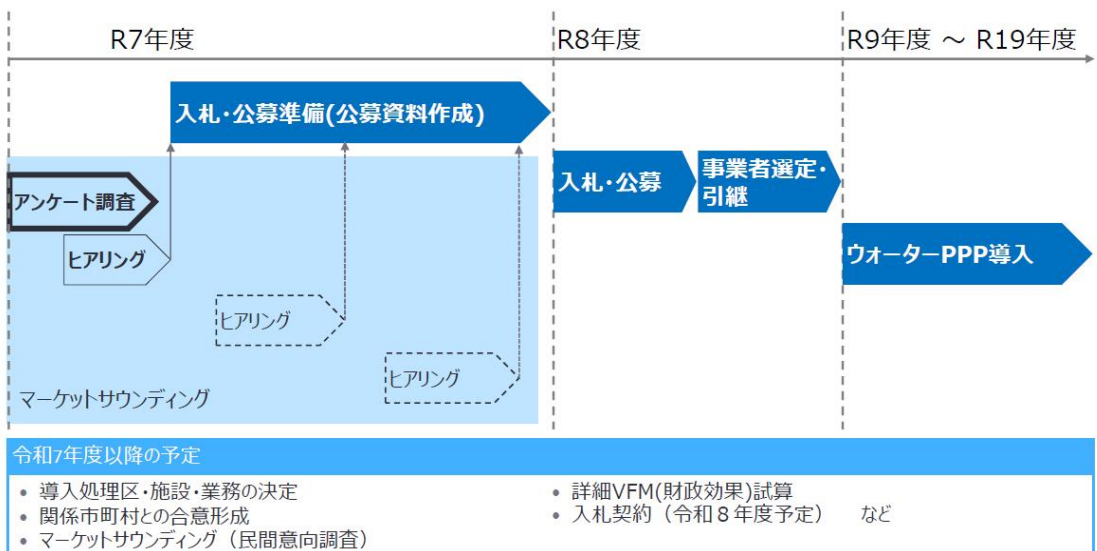 R7年度
R8年度
R9年度 ～ R19年度
入札・公募準備(公募資料作成)
アンケート調査
ヒアリング
ヒアリング
ヒアリング
マーケットサウンディング
入札・公募
事業者選定・
引継
ウォーターPPP導入
令和7年度以降の予定
• 導入処理区・施設・業務の決定
• 関係市町村との合意形成
• マーケットサウンディング（民間意向調査）
• 詳細VFM(財政効果)試算
• 入札契約（令和８年度予定） など